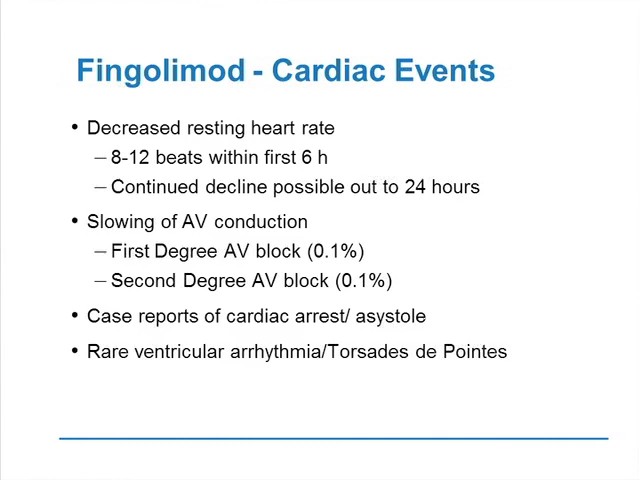 Fingolimod - Cardiac Events
• Decreased resting heart rate
– 8-12 beats within first 6 h
– Continued decline possible out to 24 hours
• Slowing of AV conduction
– First Degree AV block (0.1%)
– Second Degree AV block (0.1%)
• Case reports of cardiac arrest/ asystole
• Rare ventricular arrhythmia/Torsades de Pointes